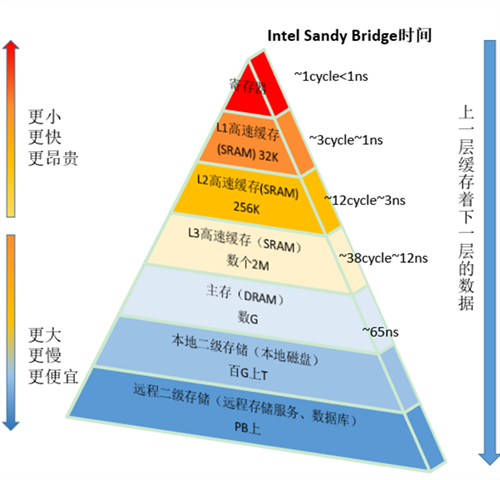 Intel Sandy Bridge时间
~1cycle<1ns
寄存器
~3cycle~1ns
L1高速缓存
(SRAM) 32K
~12cycle~3ns
L2高速缓存(SRAM)
256K
~38cycle~12ns
L3高速缓存（SRAM）
数个2M
~65ns
主存（DRAM）
数G
本地二级存储（本地磁盘）
百G上T
远程二级存储（远程存储服务、数据库）
PB上
更小
更快
更昂贵
更大
更慢
更便宜
上一层缓存着下一层的数据